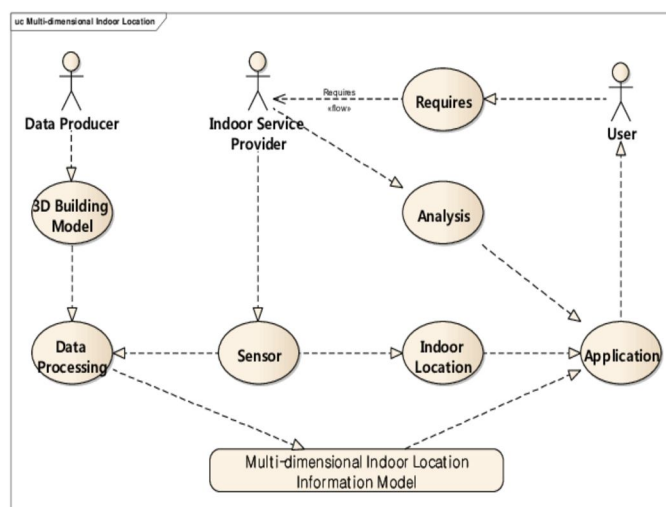 uc Multi-dimensional Indoor Location
Data Producer
Indoor Service
Provider
Requires
«flow»
Requires
User
3D Building
Model
Analysis
Data
Processing
Sensor
Indoor
Location
Application
Multi-dimensional Indoor Location
Information Model